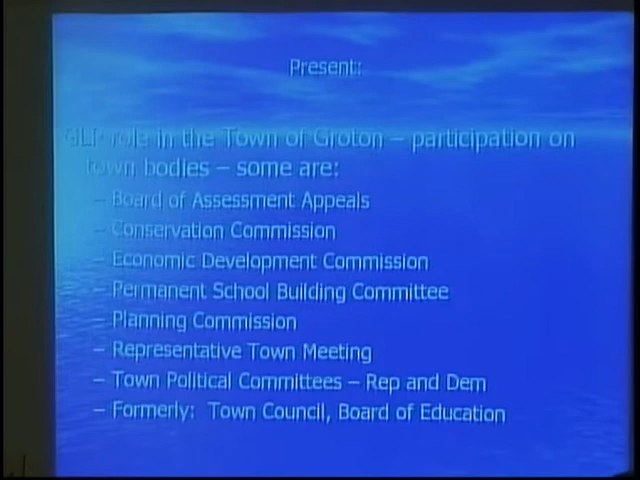 Present:
GLP role in the Town of Groton – participation on
town bodies – some are:
– Board of Assessment Appeals
– Conservation Commission
– Economic Development Commission
– Permanent School Building Committee
– Planning Commission
– Representative Town Meeting
– Town Political Committees – Rep and Dem
– Formerly: Town Council, Board of Education